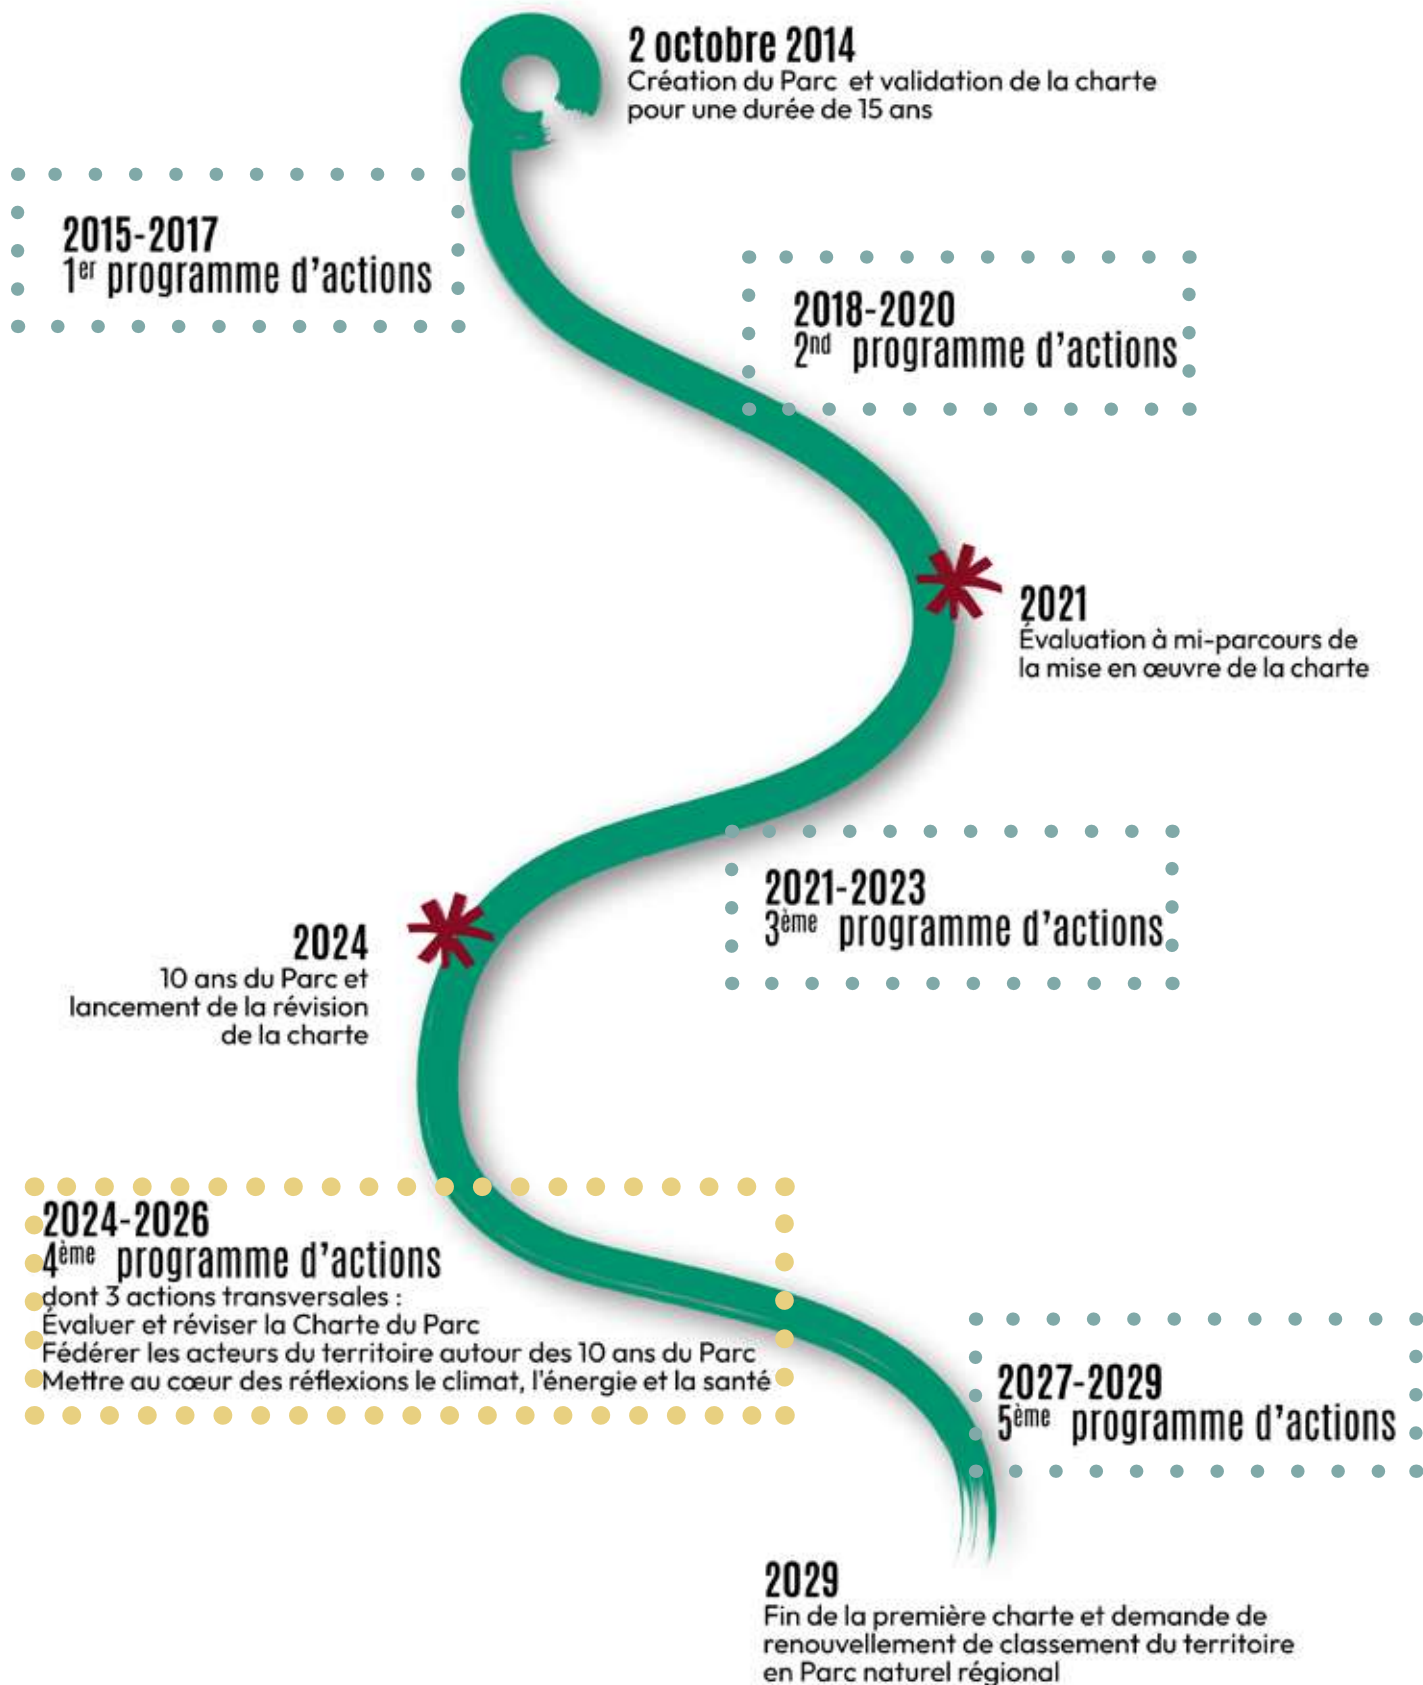 2 octobre 2014
Création du Parc et validation de la charte
pour une durée de 15 ans
2015-2017
1er programme d'actions
2018-2020
2nd programme d'actions
2021
Évaluation à mi-parcours de
la mise en œuvre de la charte
2021-2023
3ème programme d'actions
2024
10 ans du Parc et
lancement de la révision
de la charte
2024-2026
4ème programme d'actions
dont 3 actions transversales :
Évaluer et réviser la Charte du Parc
Fédérer les acteurs du territoire autour des 10 ans du Parc
Mettre au cœur des réflexions le climat, l'énergie et la santé
2027-2029
5ème programme d'actions
2029
Fin de la première charte et demande de
renouvellement de classement du territoire
en Parc naturel régional